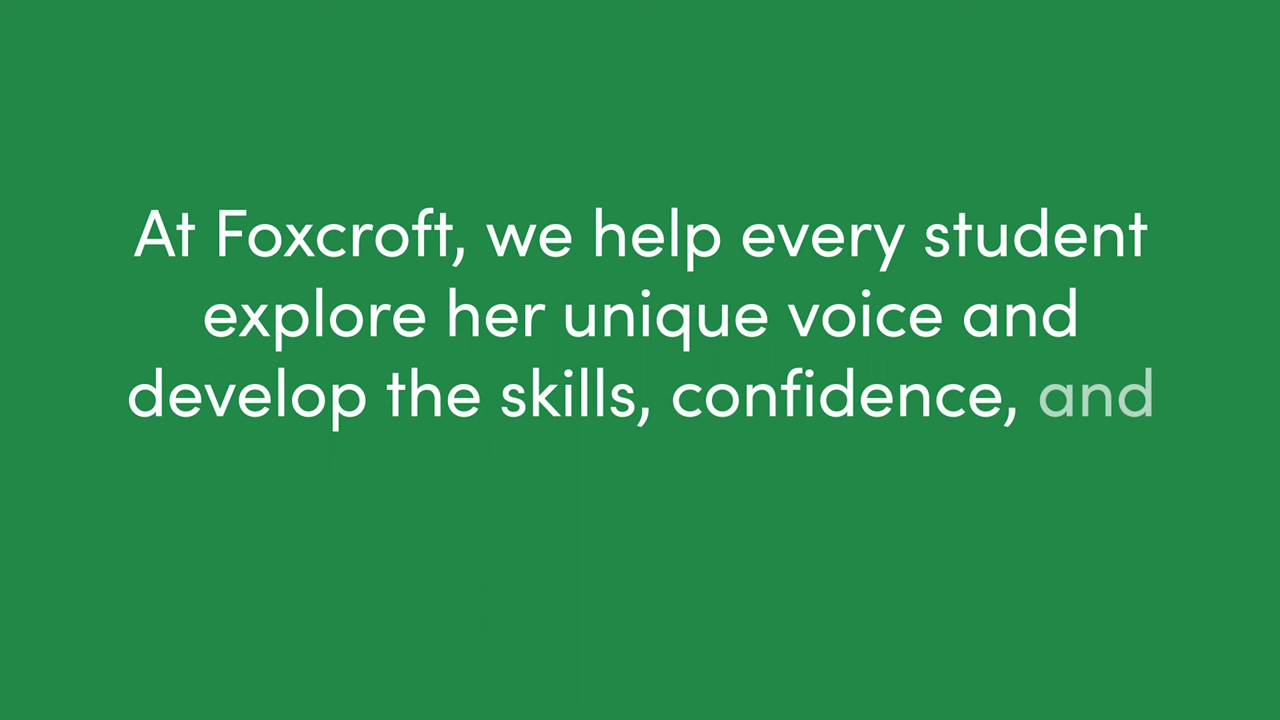 At Foxcroft, we help every student
explore her unique voice and
develop the skills, confidence, and